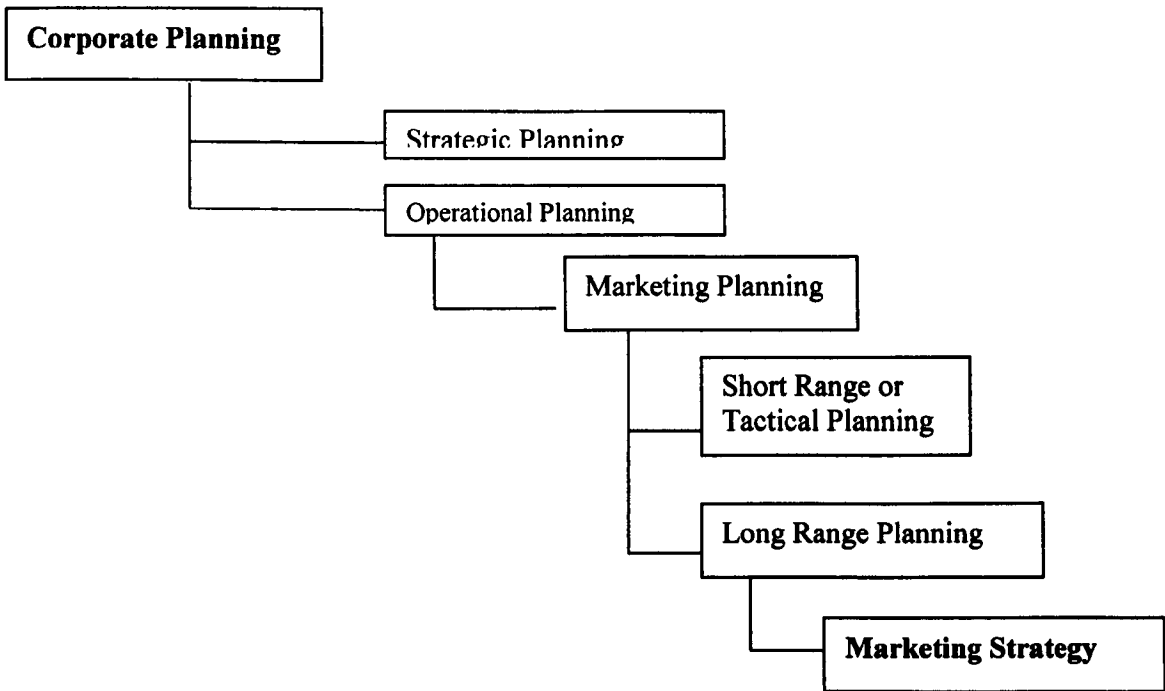 Corporate Planning
Strategic Planning
Operational Planning
Marketing Planning
Short Range or
Tactical Planning
Long Range Planning
Marketing Strategy